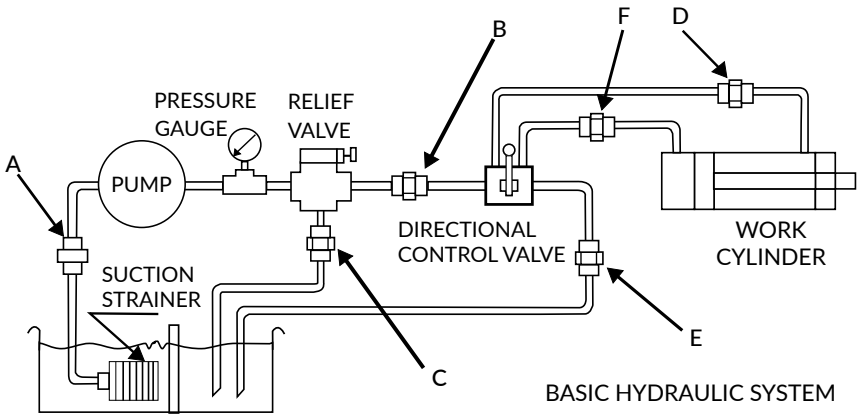 B
F
D
PRESSURE
GAUGE
RELIEF
VALVE
A
PUMP
DIRECTIONAL
CONTROL VALVE
WORK
CYLINDER
SUCTION
STRAINER
E
C
BASIC HYDRAULIC SYSTEM